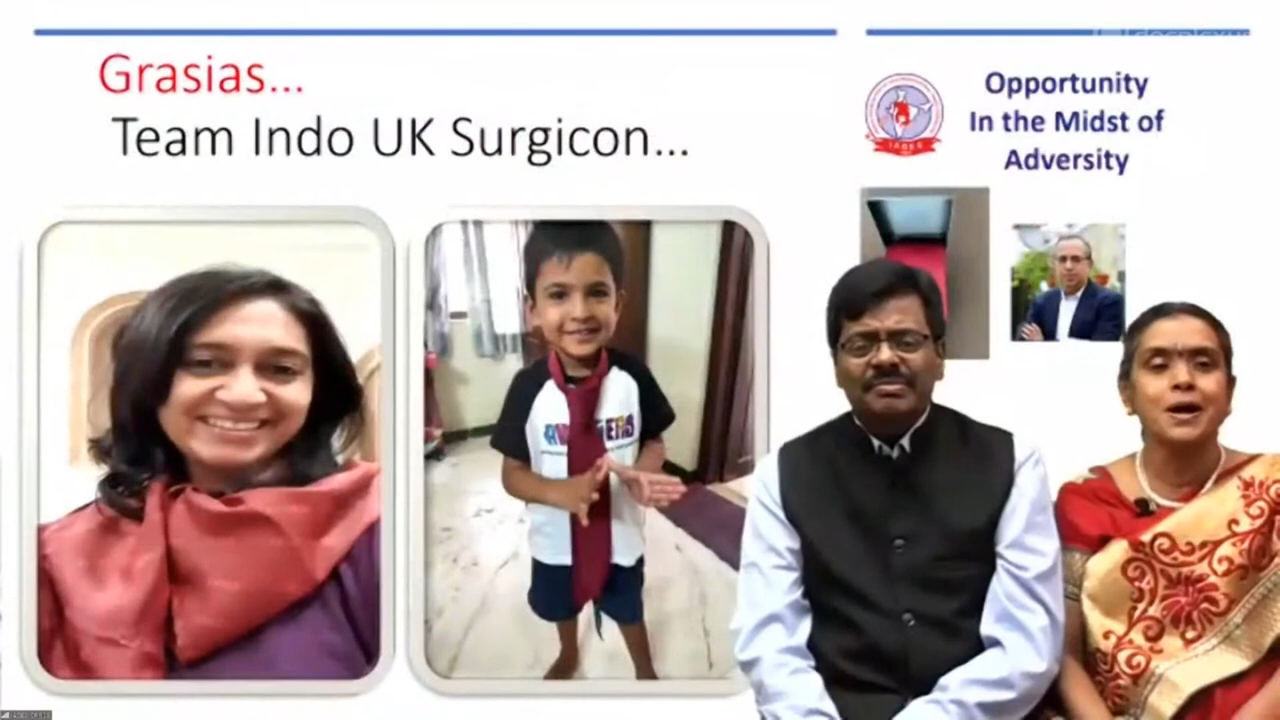 Grasias...
Team Indo UK Surgicon...
Opportunity
In the Midst of
Adversity